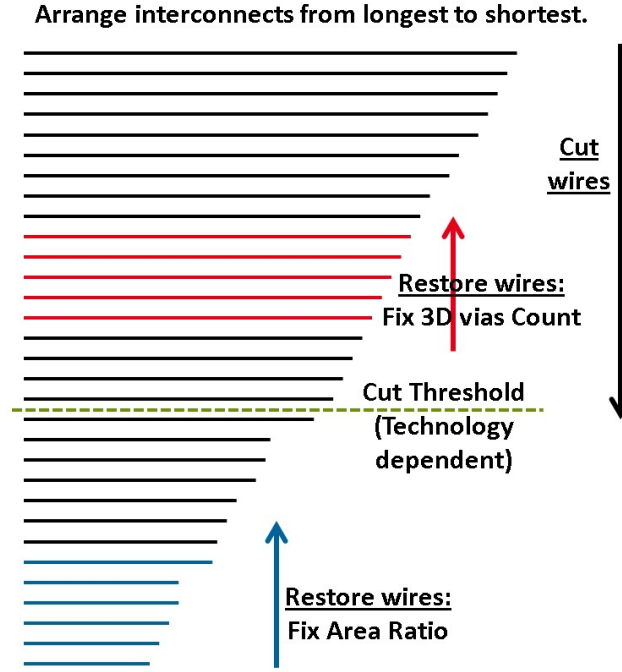 Arrange interconnects from longest to shortest.
Cut
wires
Restore wires:
Fix 3D vias Count
Cut Threshold
(Technology
dependent)
Restore wires:
Fix Area Ratio